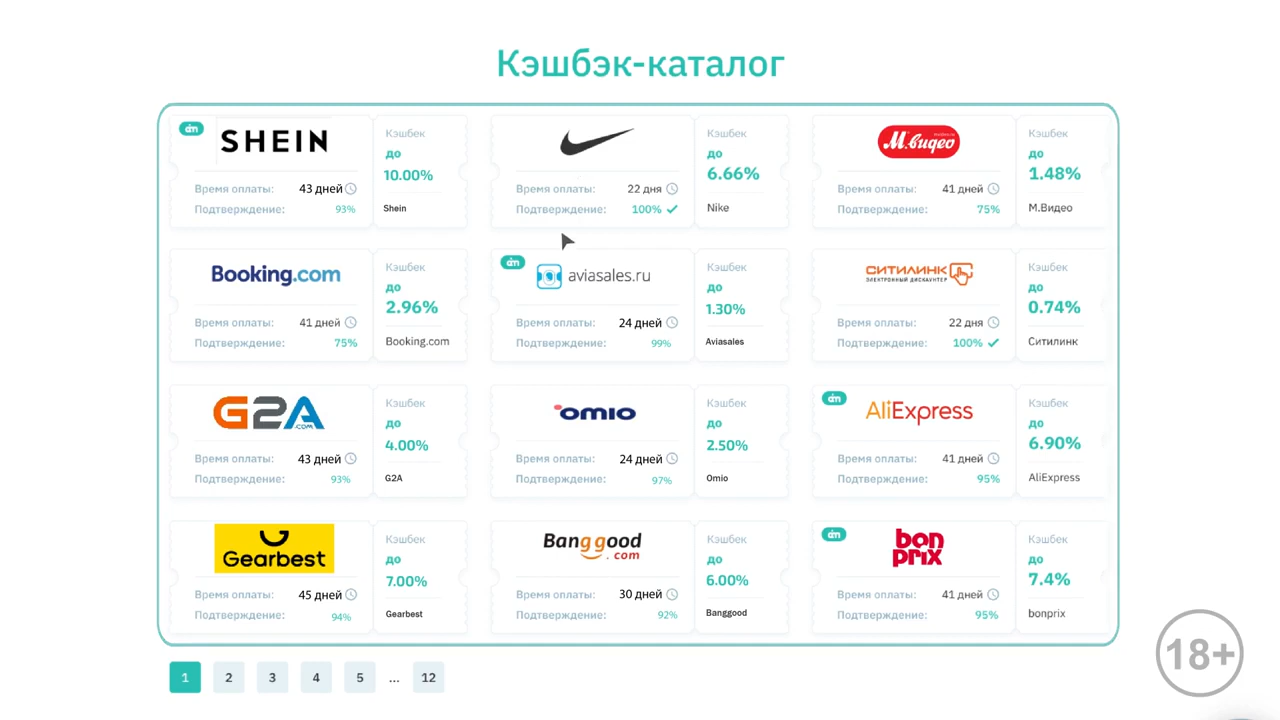 Кэшбэк-каталог
dm
SHEIN
Время оплаты: 43 дней
Подтверждение: 93%
Кэшбек
до
10.00%
Shein
Время оплаты: 22 дня
Подтверждение: 100%
Кэшбек
до
6.66%
Nike
М.видео
Время оплаты: 41 дней
Подтверждение: 75%
Кэшбек
до
1.48%
М.Видео
Booking.com
Время оплаты: 41 дней
Подтверждение: 75%
Кэшбек
до
2.96%
Booking.com
dm
aviasales.ru
Время оплаты: 24 дней
Подтверждение: 99%
Кэшбек
до
1.30%
Aviasales
СИТИЛИНК
ЭЛЕКТРОННЫЙ ДИСКАУНТЕР
Время оплаты: 22 дня
Подтверждение: 100%
Кэшбек
до
0.74%
Ситилинк
G2A
.COM
Время оплаты: 43 дней
Подтверждение: 93%
Кэшбек
до
4.00%
G2A
omio
Время оплаты: 24 дней
Подтверждение: 97%
Кэшбек
до
2.50%
Omio
dm
AliExpress
Время оплаты: 41 дней
Подтверждение: 95%
Кэшбек
до
6.90%
AliExpress
Gearbest
Время оплаты: 45 дней
Подтверждение: 94%
Кэшбек
до
7.00%
Gearbest
Banggood
.com
Время оплаты: 30 дней
Подтверждение: 92%
Кэшбек
до
6.00%
Banggood
dm
bon
prix
Время оплаты: 41 дней
Подтверждение: 95%
Кэшбек
до
7.4%
bonprix
1 2 3 4 5 ... 12
18+